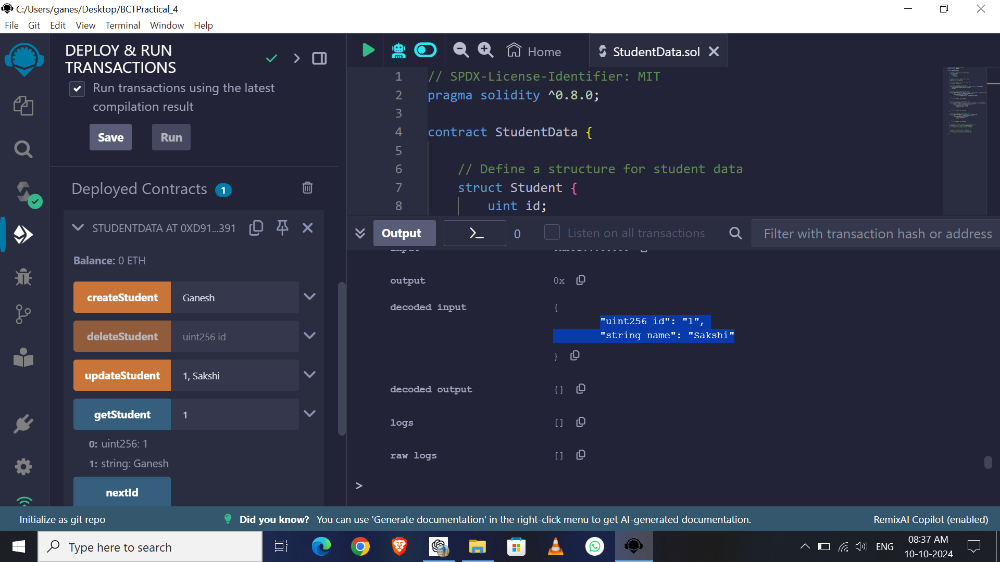 C:/Users/ganes/Desktop/BCTPractical_4
File Git Edit View Terminal Window Help
DEPLOY & RUN
TRANSACTIONS
Run transactions using the latest
compilation result
Save Run
Deployed Contracts 1
STUDENTDATA AT 0XD91...391
Balance: 0 ETH
createStudent Ganesh
deleteStudent uint256 id
updateStudent 1, Sakshi
getStudent 1
0: uint256: 1
1: string: Ganesh
nextId
Home StudentData.sol
1 // SPDX-License-Identifier: MIT
2 pragma solidity ^0.8.0;
3
4 contract StudentData {
5
6 // Define a structure for student data
7 struct Student {
8 uint id;
Output >_ 0 Listen on all transactions Filter with transaction hash or address
input
output 0x
decoded input {
"uint256 id": "1",
"string name": "Sakshi"
}
decoded output {}
logs []
raw logs []
>
Initialize as git repo Did you know? You can use 'Generate documentation' in the right-click menu to get AI-generated documentation. RemixAI Copilot (enabled)
Type here to search
ENG
08:37 AM
10-10-2024